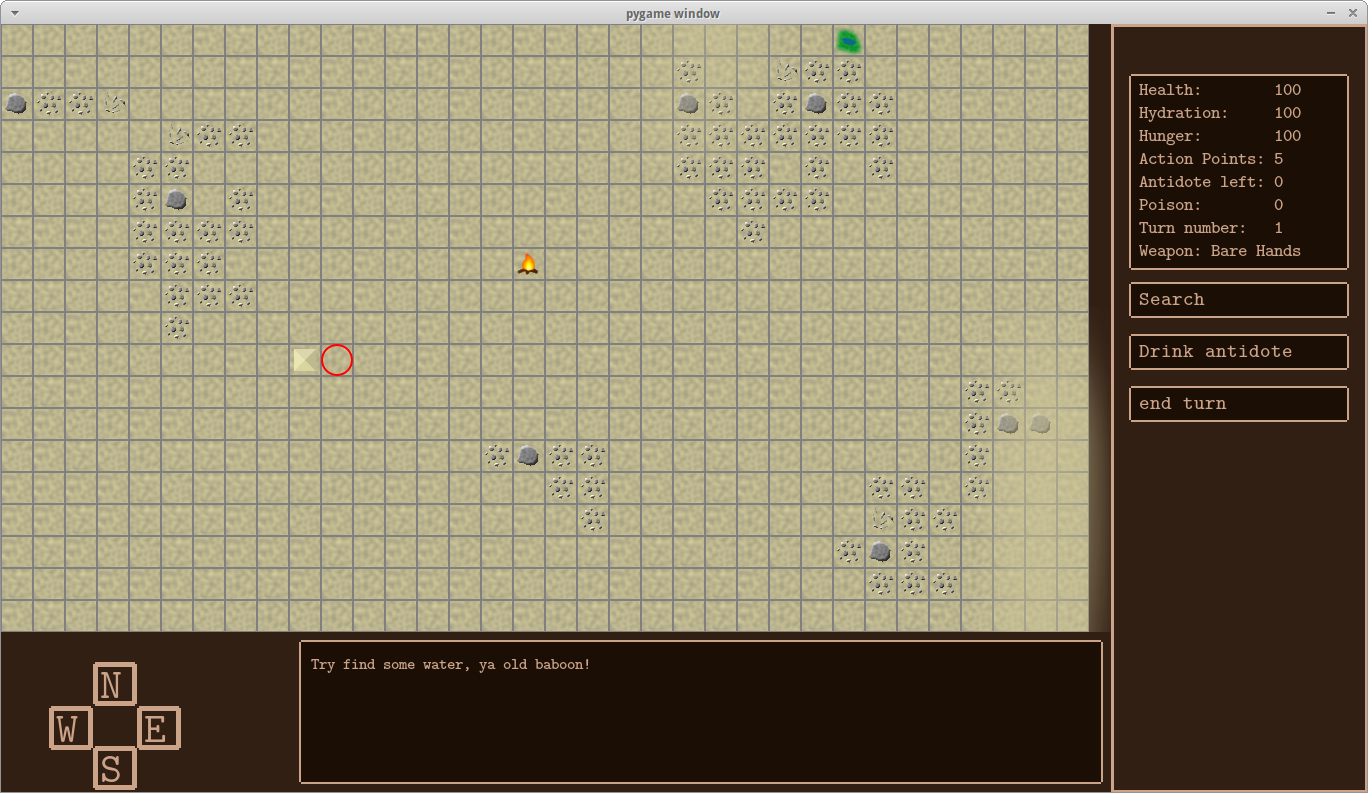 pygame window
Health: 100
Hydration: 100
Hunger: 100
Action Points: 5
Antidote left: 0
Poison: 0
Turn number: 1
Weapon: Bare Hands
Search
Drink antidote
end turn
Try find some water, ya old baboon!
N
W E
S